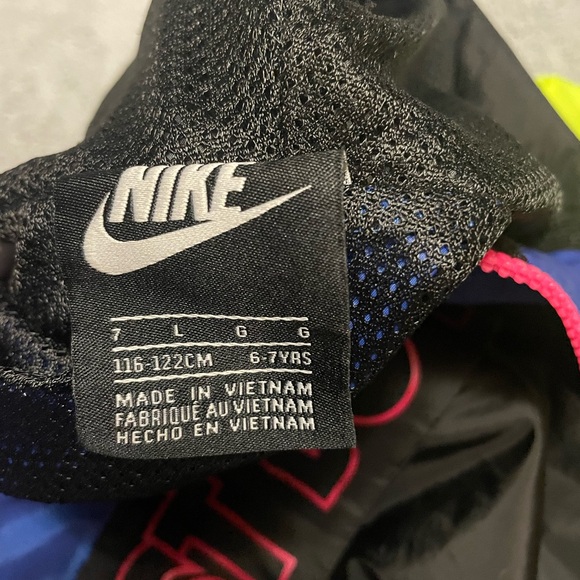 NIKE
7 L G G
116-122CM 6-7YRS
MADE IN VIETNAM
FABRIQUE AU VIETNAM
HECHO EN VIETNAM